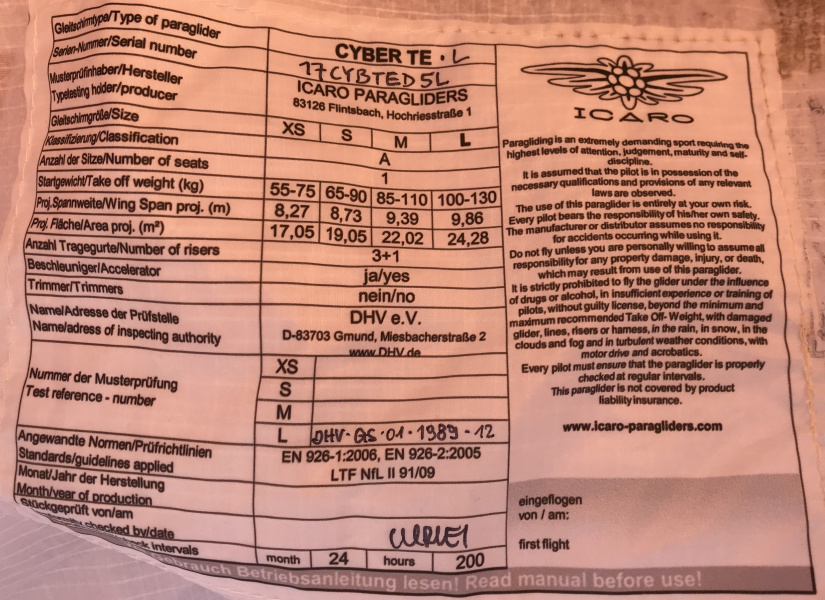 Gleitschirmtype/Type of paraglider
CYBER TE · L
Serien-Nummer/Serial number
17CYBTED5L
Musterprüfinhaber/Hersteller
Typetesting holder/producer
ICARO PARAGLIDERS
83126 Flintsbach, Hochriesstraße 1
Gleitschirmgröße/Size
XS S M L
Klassifizierung/Classification
A
Anzahl der Sitze/Number of seats
1
Startgewicht/Take off weight (kg)
55-75 65-90 85-110 100-130
Proj.Spannweite/Wing Span proj. (m)
8,27 8,73 9,39 9,86
Proj. Fläche/Area proj. (m²)
17,05 19,05 22,02 24,28
Anzahl Tragegurte/Number of risers
3+1
Beschleuniger/Accelerator
ja/yes
Trimmer/Trimmers
nein/no
Name/Adresse der Prüfstelle
Name/adress of inspecting authority
DHV e.V.
D-83703 Gmund, Miesbacherstraße 2
www.DHV.de
Nummer der Musterprüfung
Test reference - number
XS
S
M
L DHV-GS-01-1989-12
Angewandte Normen/Prüfrichtlinien
Standards/guidelines applied
EN 926-1:2006, EN 926-2:2005
LTF NfL II 91/09
Monat/Jahr der Herstellung
Month/year of production
Stückgeprüft von/am
checked by/date
intervals
month 24 hours 200
Betriebsanleitung lesen! Read manual before use!
ICARO
Paragliding is an extremely demanding sport requiring the
highest levels of attention, judgement, maturity and self-
discipline.
It is assumed that the pilot is in possession of the
necessary qualifications and provisions of any relevant
laws are observed.
The use of this paraglider is entirely at your own risk.
Every pilot bears the responsibility of his/her own safety.
The manufacturer or distributor assumes no responsibility
for accidents occurring while using it.
Do not fly unless you are personally willing to assume all
responsibility for any property damage, injury, or death,
which may result from use of this paraglider.
It is strictly prohibited to fly the glider under the influence
of drugs or alcohol, in insufficient experience or training of
pilots, without guilty license, beyond the minimum and
maximum recommended Take Off- Weight, with damaged
glider, lines, risers or harness, in the rain, in snow, in the
clouds and fog and in turbulent weather conditions, with
motor drive and acrobatics.
Every pilot must ensure that the paraglider is properly
checked at regular intervals.
This paraglider is not covered by product
liability insurance.
www.icaro-paragliders.com
eingeflogen
von / am:
first flight